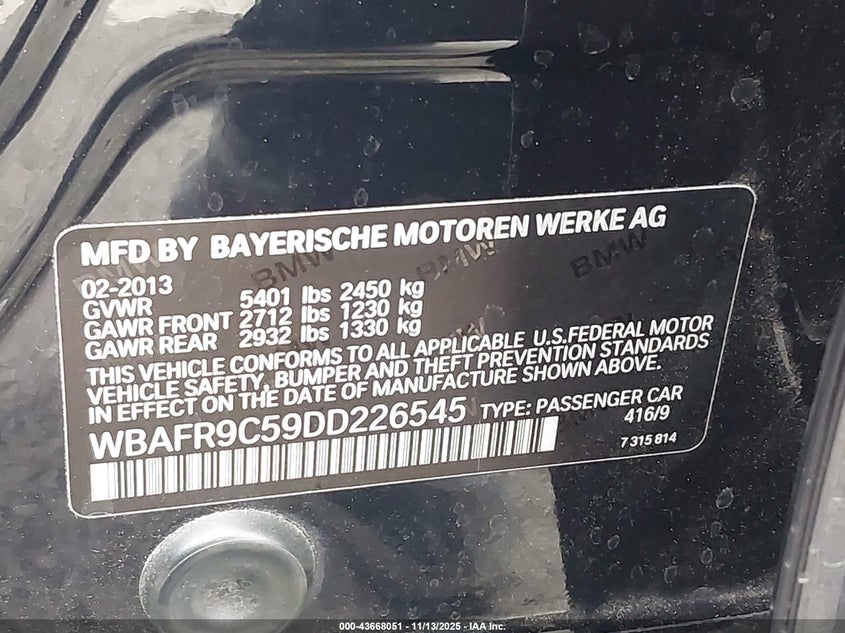 MFD BY BAYERISCHE MOTOREN WERKE AG
BMW BMW BMW
02-2013
GVWR 5401 lbs 2450 kg
GAWR FRONT 2712 lbs 1230 kg
GAWR REAR 2932 lbs 1330 kg
THIS VEHICLE CONFORMS TO ALL APPLICABLE U.S.FEDERAL MOTOR
VEHICLE SAFETY, BUMPER AND THEFT PREVENTION STANDARDS
IN EFFECT ON THE DATE OF MANUFACTURE SHOWN ABOVE.
WBAFR9C59DD226545 TYPE: PASSENGER CAR
416/9
7 315 814
000-43668051 - 11/13/2025 - IAA Inc.